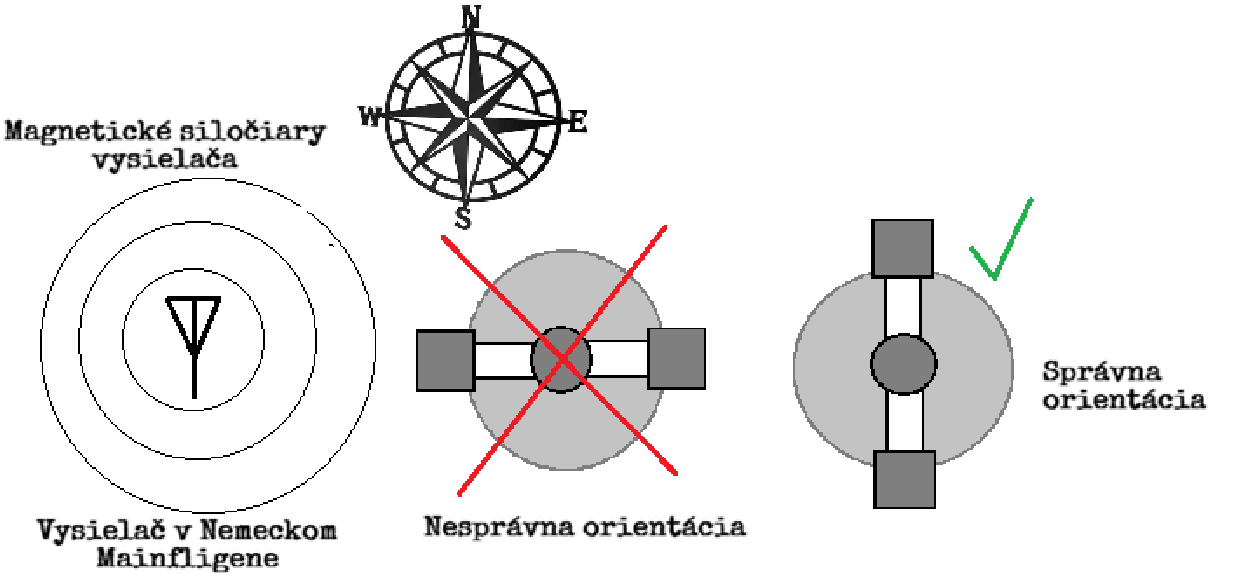 N
W
E
S
Magnetické siločiary
vysielača
Vysielač v Nemeckom
Mainfligene
Nesprávna orientácia
Správna
orientácia